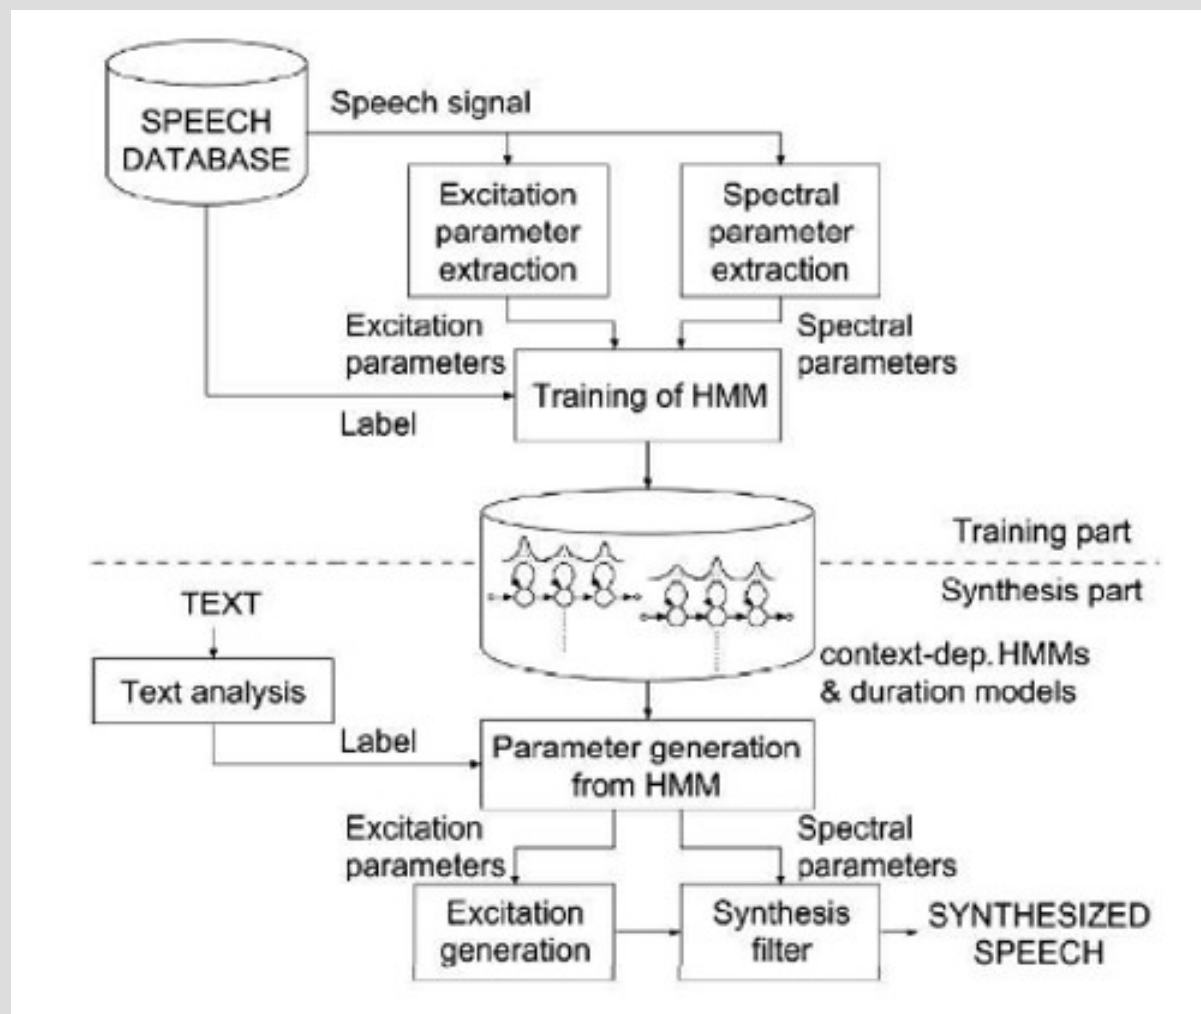 SPEECH
DATABASE
Speech signal
Excitation
parameter
extraction
Spectral
parameter
extraction
Excitation
parameters
Spectral
parameters
Training of HMM
Label
Training part
Synthesis part
TEXT
context-dep.HMMs
& duration models
Text analysis
Label
Parameter generation
from HMM
Excitation
parameters
Spectral
parameters
Excitation
generation
Synthesis
filter
SYNTHESIZED
SPEECH